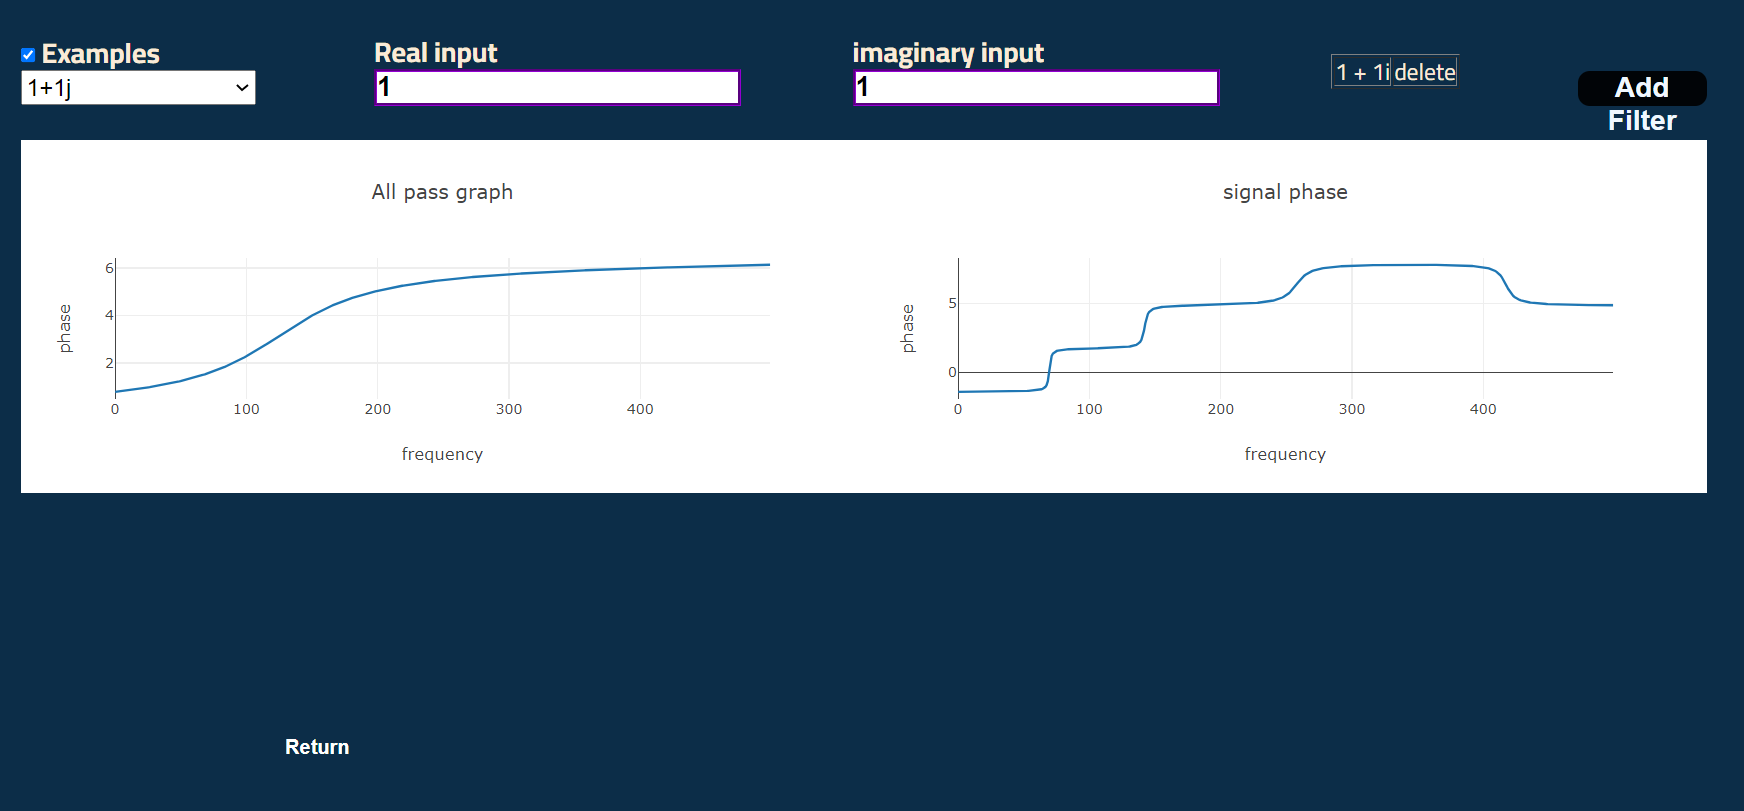 Examples
1+1j
Real input
1
imaginary input
1
1 + 1i delete
Add
Filter
All pass graph
phase
6
4
2
0 100 200 300 400
frequency
signal phase
phase
5
0
0 100 200 300 400
frequency
Return